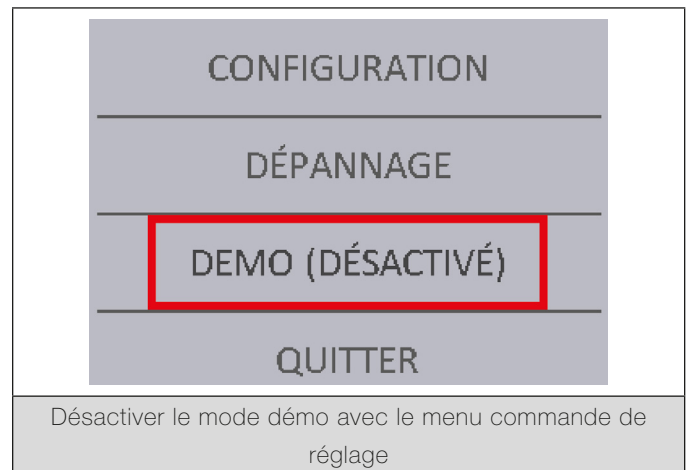 CONFIGURATION
DÉPANNAGE
DEMO (DÉSACTIVÉ)
QUITTER
Désactiver le mode démo avec le menu commande de
réglage